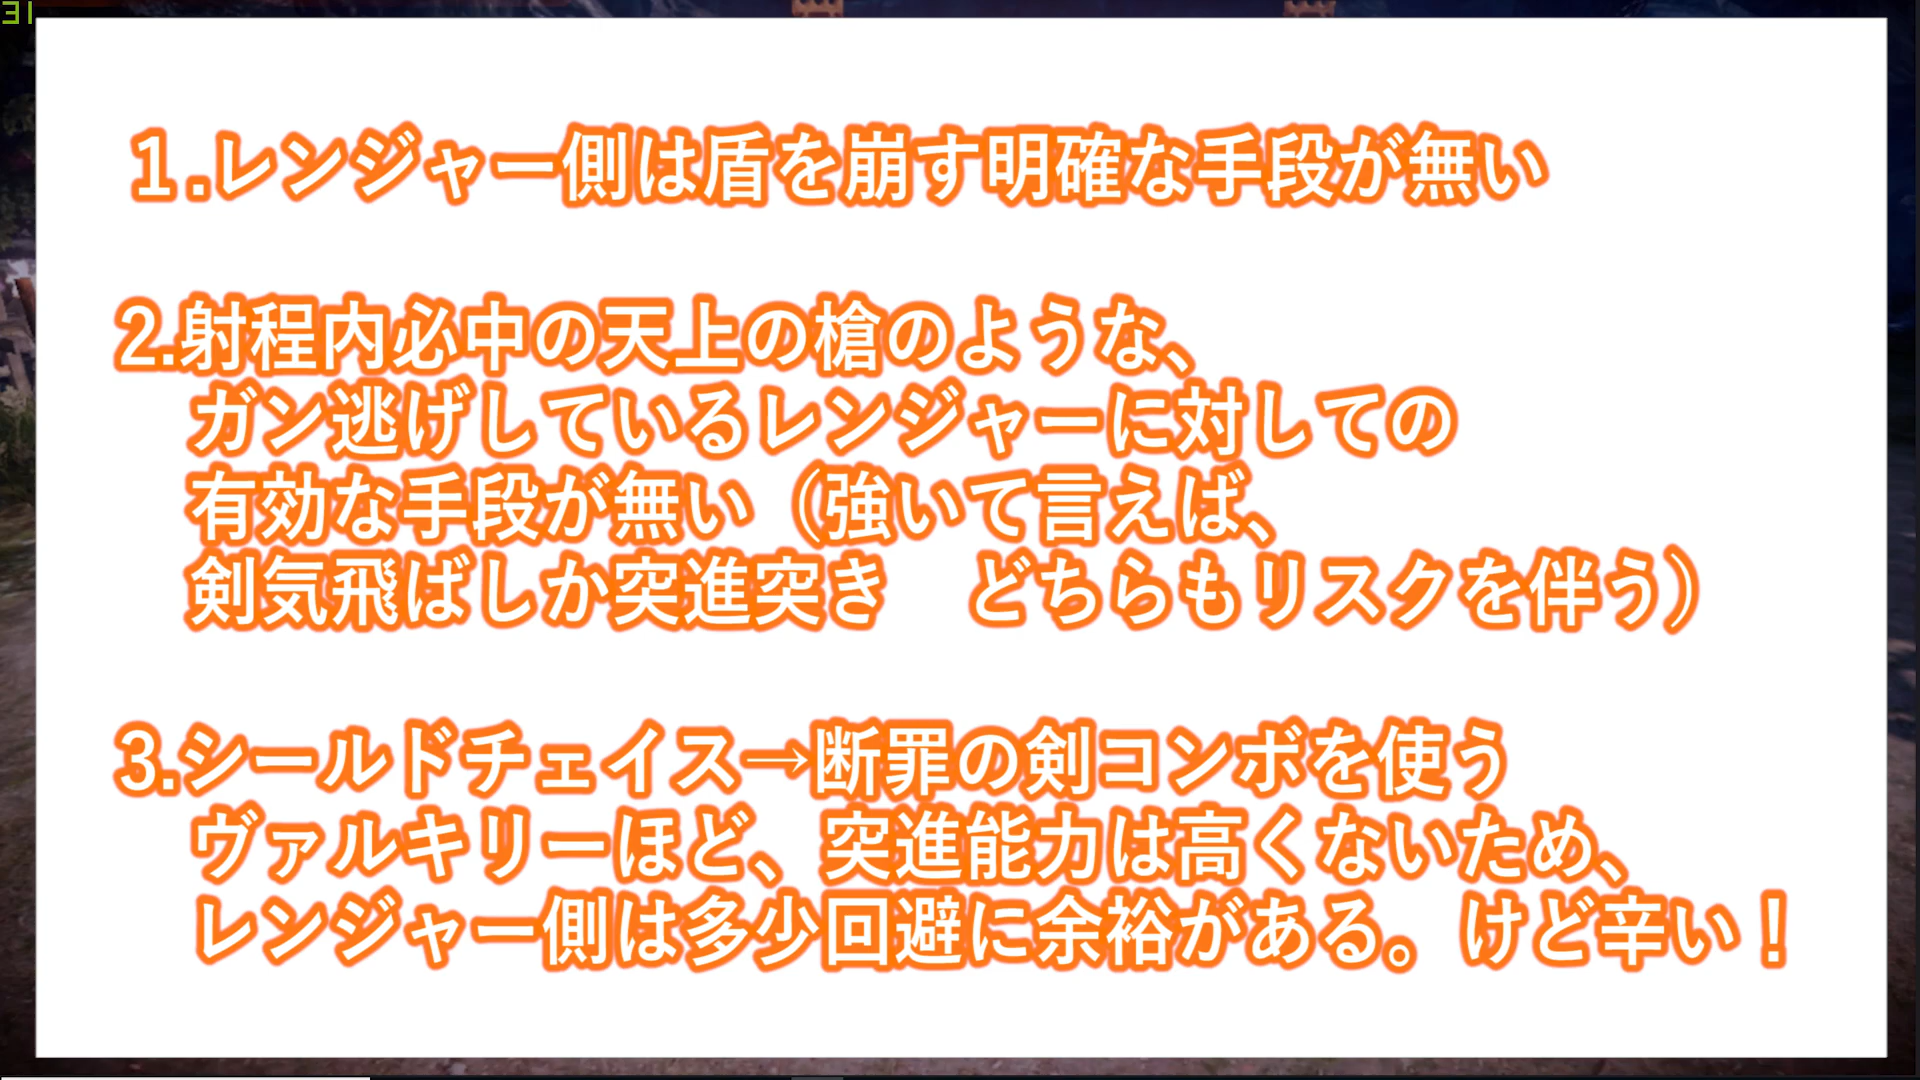 31
1.レンジャー側は盾を崩す明確な手段が無い
2.射程内必中の天上の槍のような、
ガン逃げしているレンジャーに対しての
有効な手段が無い（強いて言えば、
剣気飛ばしか突進突き　どちらもリスクを伴う）
3.シールドチェイス→断罪の剣コンボを使う
ヴァルキリーほど、突進能力は高くないため、
レンジャー側は多少回避に余裕がある。けど辛い！